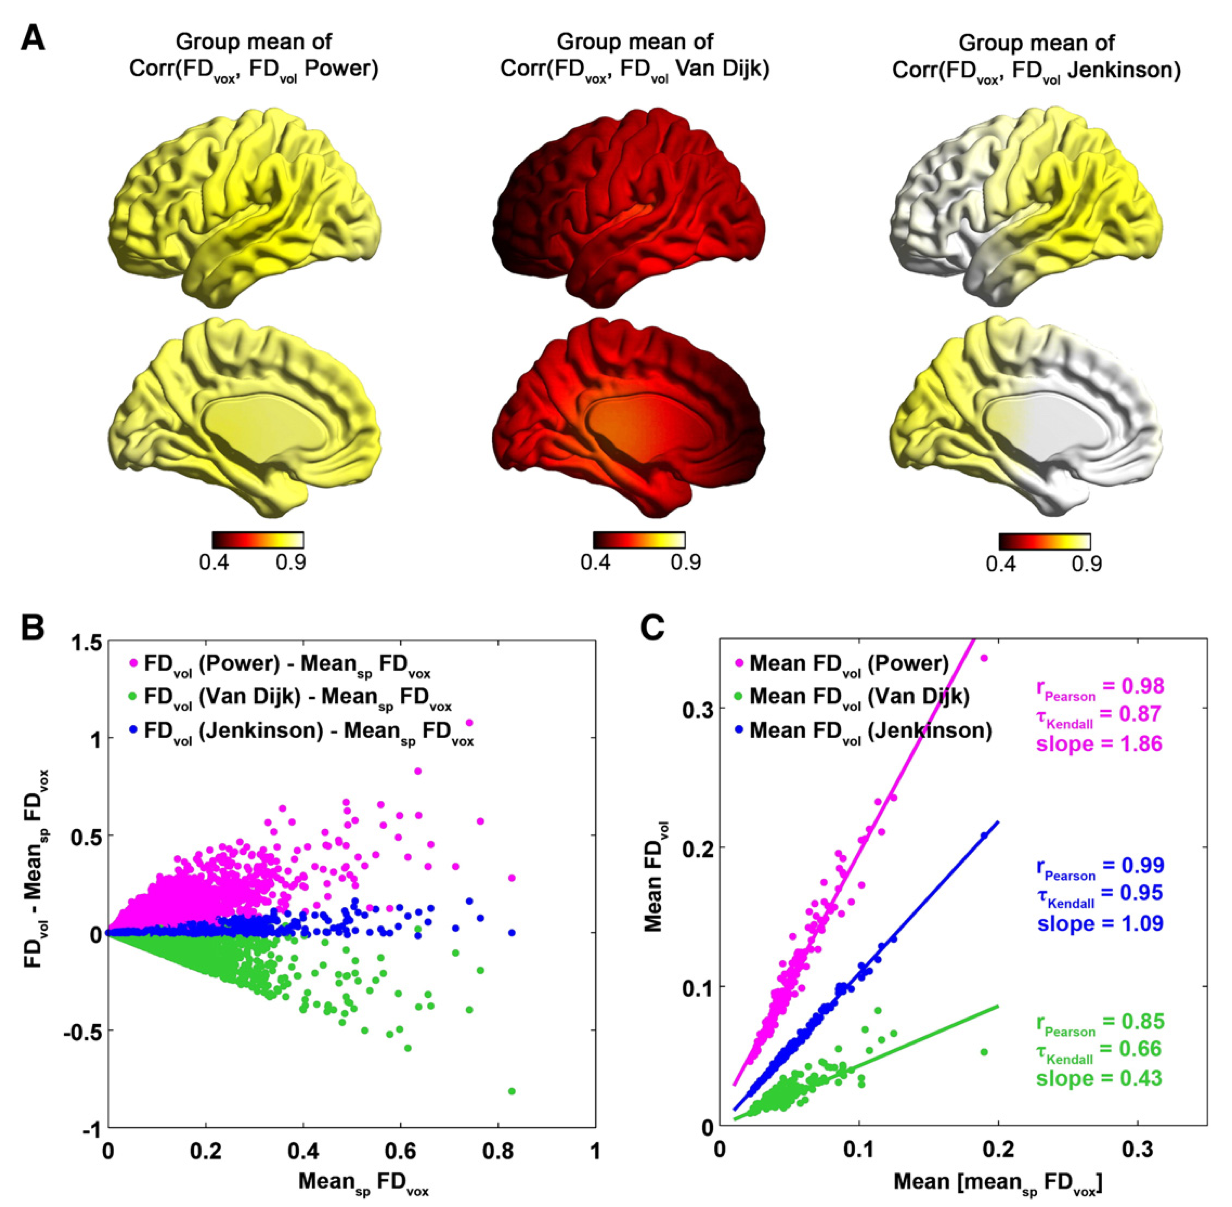 A
Group mean of
Corr(FDvox, FDvol Power)
Group mean of
Corr(FDvox, FDvol Van Dijk)
Group mean of
Corr(FDvox, FDvol Jenkinson)
0.4 0.9
0.4 0.9
0.4 0.9
B
1.5
1
0.5
0
-0.5
-1
FDvol - Meansp FDvox
FDvol (Power) - Meansp FDvox
FDvol (Van Dijk) - Meansp FDvox
FDvol (Jenkinson) - Meansp FDvox
0 0.2 0.4 0.6 0.8 1
Meansp FDvox
C
0.3
0.2
0.1
0
Mean FDvol
Mean FDvol (Power)
Mean FDvol (Van Dijk)
Mean FDvol (Jenkinson)
rPearson = 0.98
τKendall = 0.87
slope = 1.86
rPearson = 0.99
τKendall = 0.95
slope = 1.09
rPearson = 0.85
τKendall = 0.66
slope = 0.43
0 0.1 0.2 0.3
Mean [meansp FDvox]